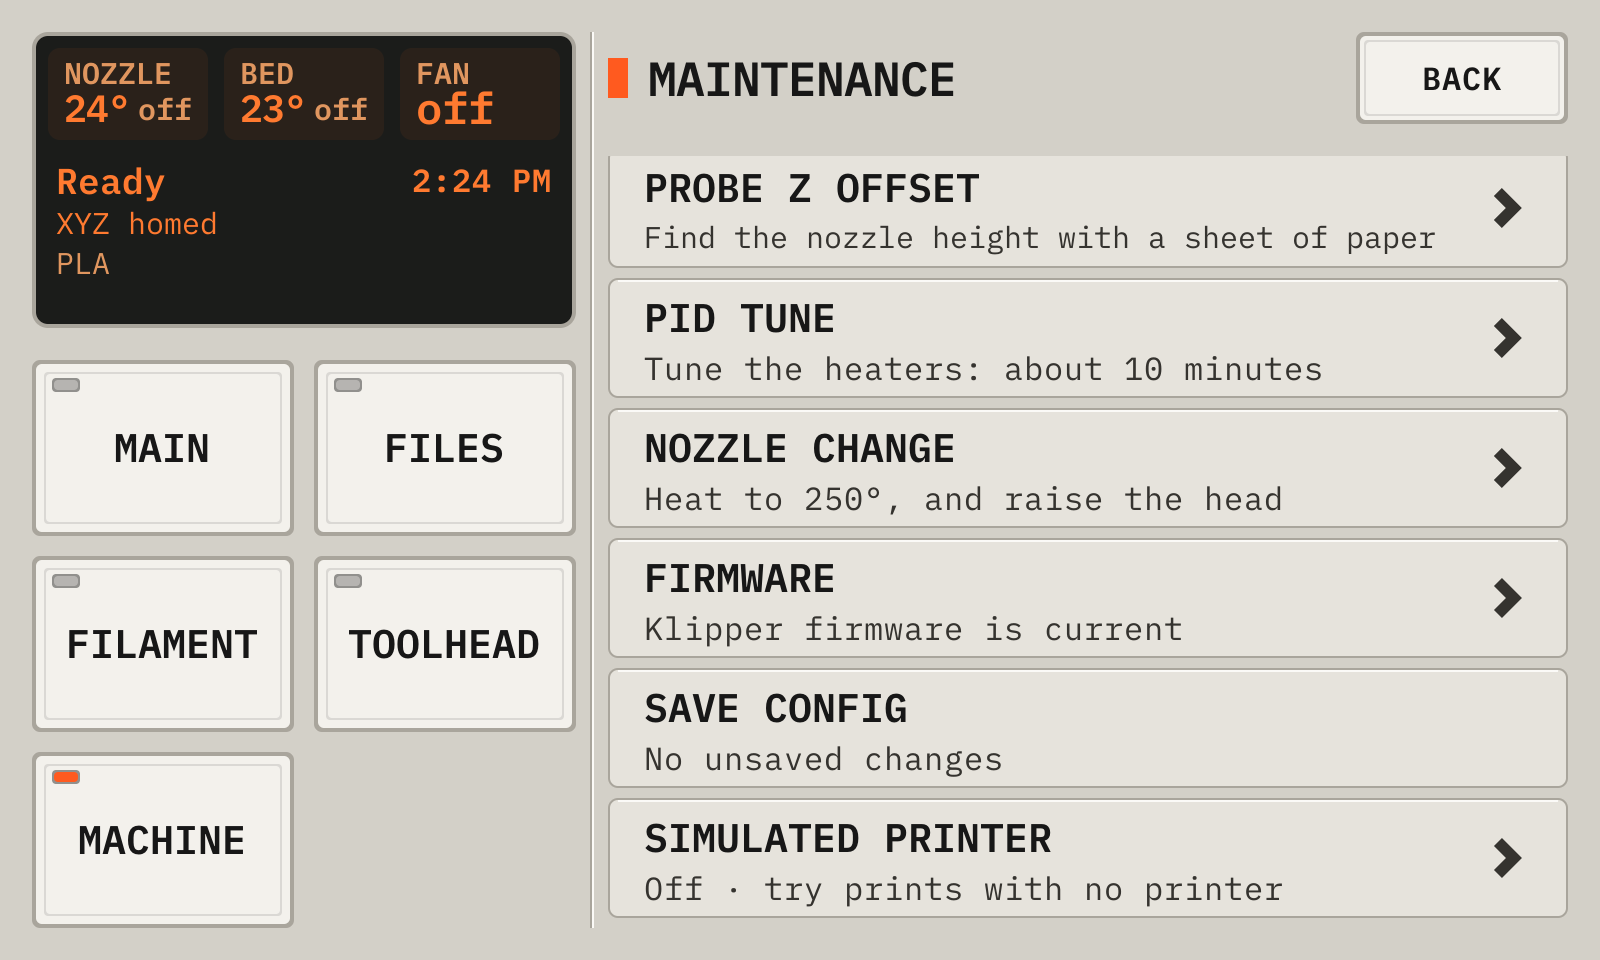 NOZZLE
24° off
BED
23° off
FAN
off
Ready 2:24 PM
XYZ homed
PLA
MAIN
FILES
FILAMENT
TOOLHEAD
MACHINE
MAINTENANCE
BACK
PROBE Z OFFSET
Find the nozzle height with a sheet of paper
PID TUNE
Tune the heaters: about 10 minutes
NOZZLE CHANGE
Heat to 250°, and raise the head
FIRMWARE
Klipper firmware is current
SAVE CONFIG
No unsaved changes
SIMULATED PRINTER
Off · try prints with no printer